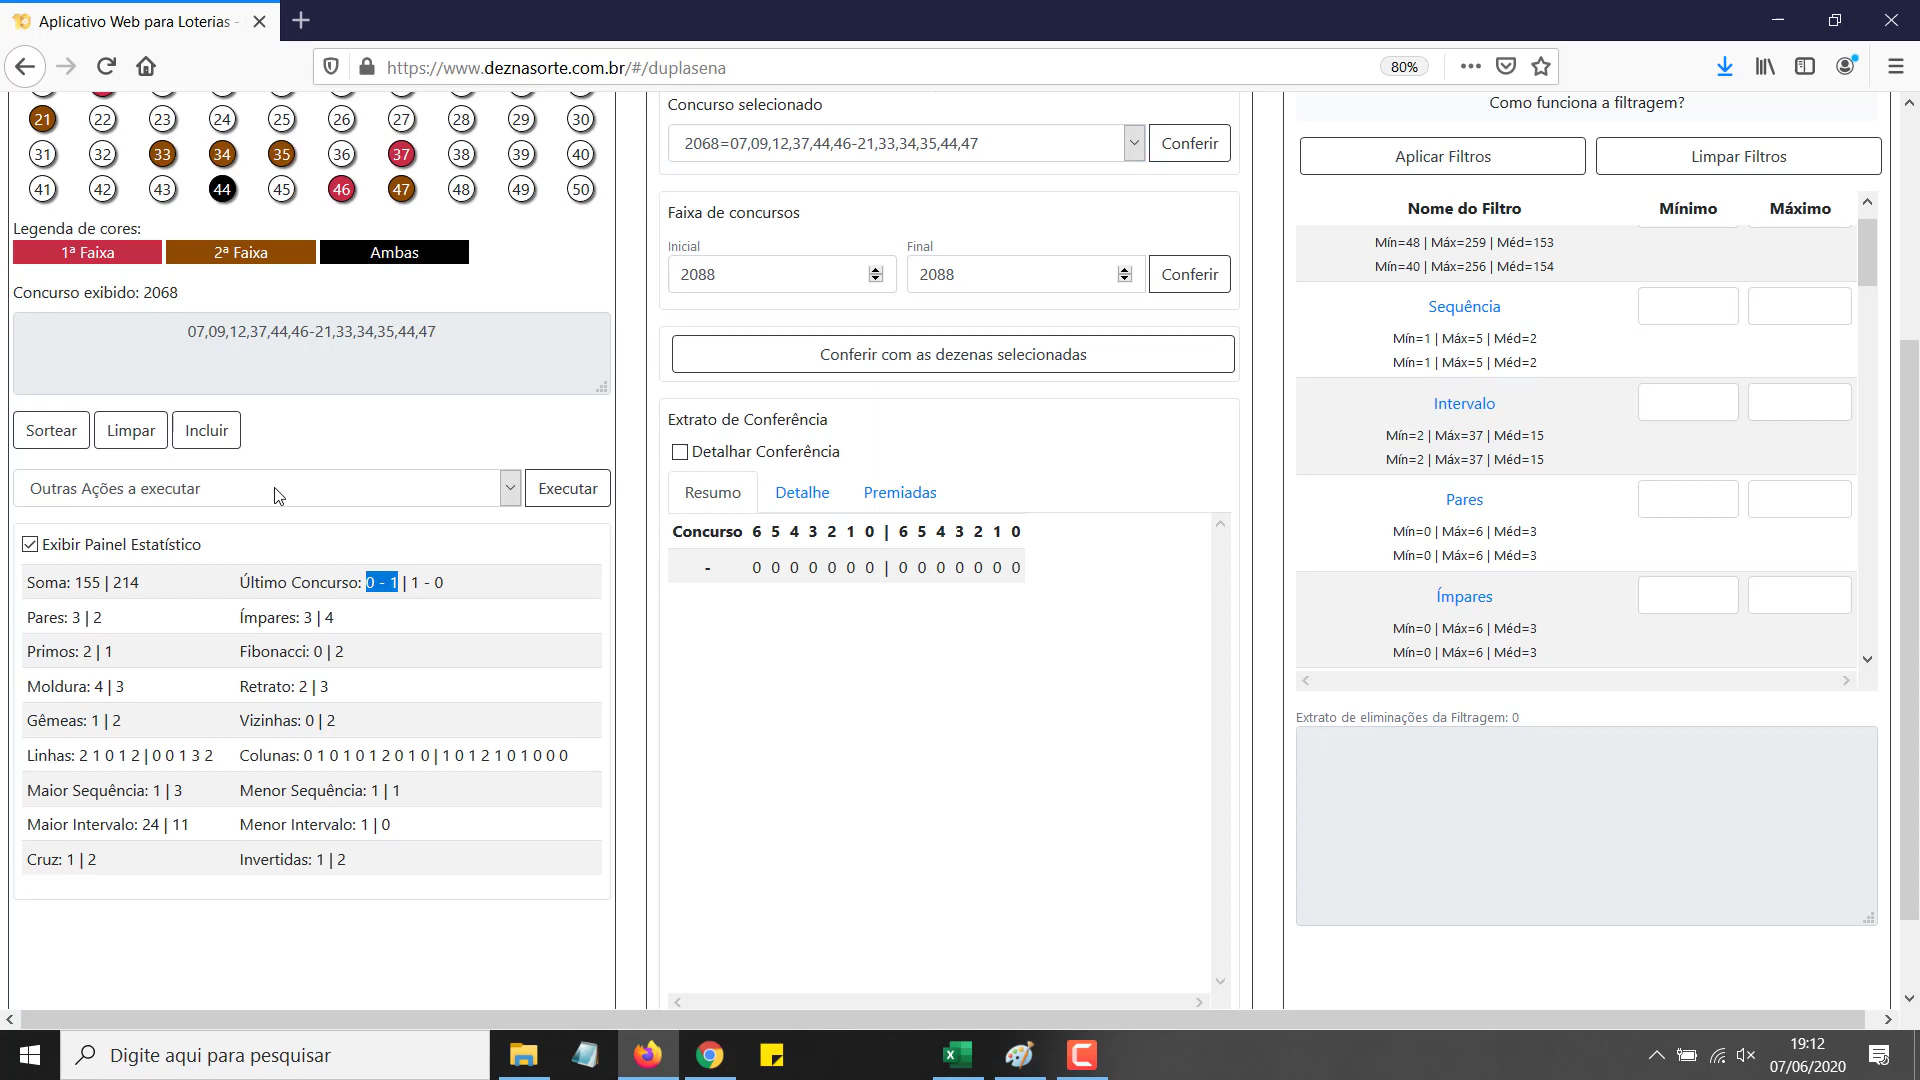 Aplicativo Web para Loterias -
https://www.deznasorte.com.br/#/duplasena
80%
21 22 23 24 25 26 27 28 29 30
31 32 33 34 35 36 37 38 39 40
41 42 43 44 45 46 47 48 49 50
Legenda de cores:
1ª Faixa 2ª Faixa Ambas
Concurso exibido: 2068
07,09,12,37,44,46-21,33,34,35,44,47
Sortear Limpar Incluir
Outras Ações a executar Executar
Exibir Painel Estatístico
Soma: 155 | 214 Último Concurso: 0 - 1 | 1 - 0
Pares: 3 | 2 Ímpares: 3 | 4
Primos: 2 | 1 Fibonacci: 0 | 2
Moldura: 4 | 3 Retrato: 2 | 3
Gêmeas: 1 | 2 Vizinhas: 0 | 2
Linhas: 2 1 0 1 2 | 0 0 1 3 2 Colunas: 0 1 0 1 0 1 2 0 1 0 | 1 0 1 2 1 0 1 0 0 0
Maior Sequência: 1 | 3 Menor Sequência: 1 | 1
Maior Intervalo: 24 | 11 Menor Intervalo: 1 | 0
Cruz: 1 | 2 Invertidas: 1 | 2
Concurso selecionado
2068=07,09,12,37,44,46-21,33,34,35,44,47 Conferir
Faixa de concursos
Inicial Final
2088 2088 Conferir
Conferir com as dezenas selecionadas
Extrato de Conferência
Detalhar Conferência
Resumo Detalhe Premiadas
Concurso 6 5 4 3 2 1 0 | 6 5 4 3 2 1 0
- 0 0 0 0 0 0 0 | 0 0 0 0 0 0 0
Como funciona a filtragem?
Aplicar Filtros Limpar Filtros
Nome do Filtro Mínimo Máximo
Mín=48 | Máx=259 | Méd=153
Mín=40 | Máx=256 | Méd=154
Sequência
Mín=1 | Máx=5 | Méd=2
Mín=1 | Máx=5 | Méd=2
Intervalo
Mín=2 | Máx=37 | Méd=15
Mín=2 | Máx=37 | Méd=15
Pares
Mín=0 | Máx=6 | Méd=3
Mín=0 | Máx=6 | Méd=3
Ímpares
Mín=0 | Máx=6 | Méd=3
Mín=0 | Máx=6 | Méd=3
Extrato de eliminações da Filtragem: 0
Digite aqui para pesquisar
19:12
07/06/2020